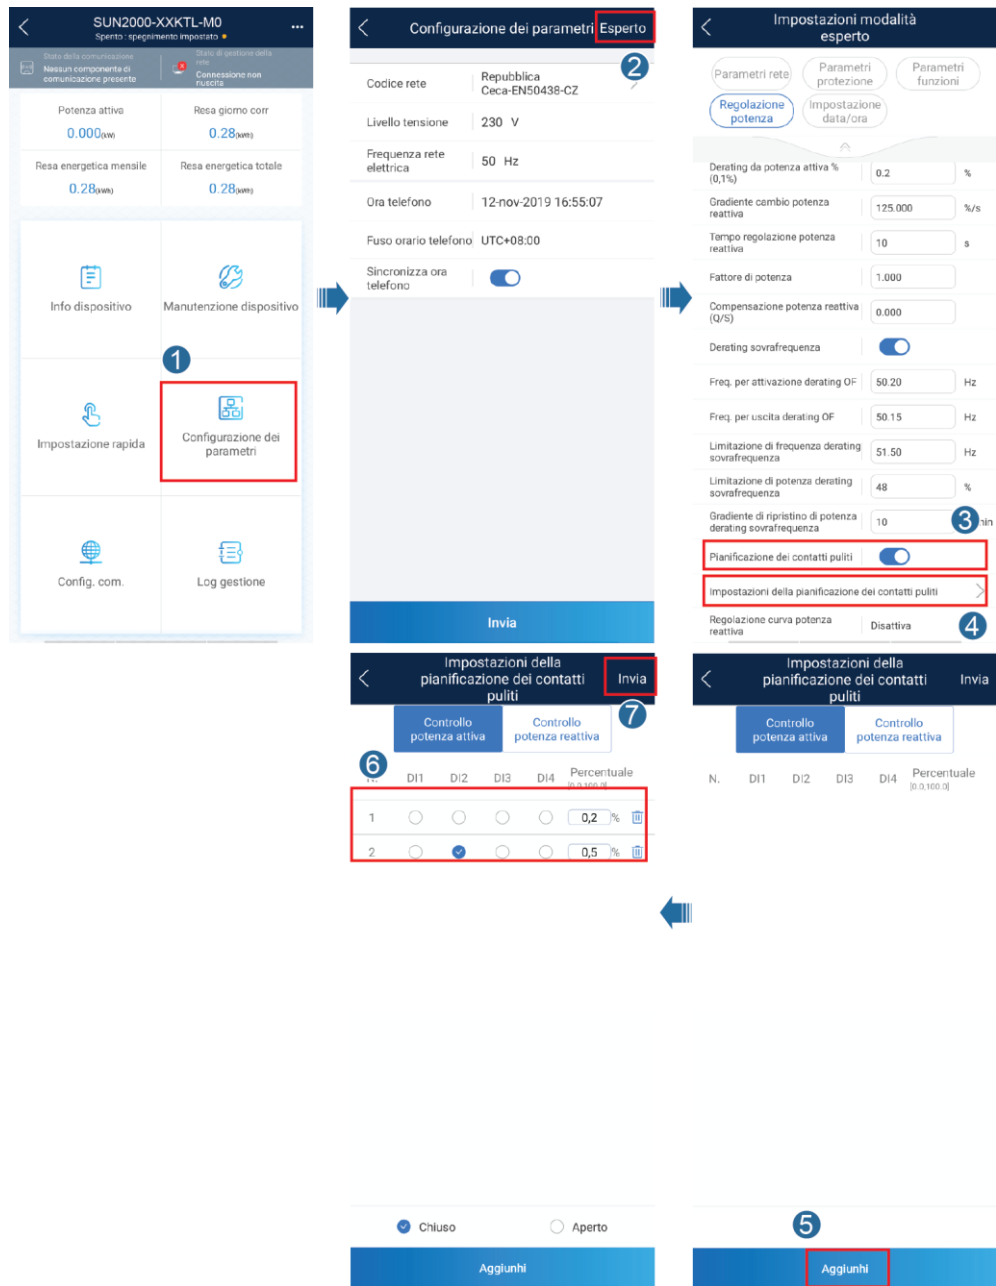 SUN2000-XXKTL-M0
Spento : spegnimento impostato
Stato della comunicazione
Nessun componente di
comunicazione presente
Stato di gestione della
rete
Connessione non
riuscita
Potenza attiva
0.000(kW)
Resa giorno corr
0.28(kWh)
Resa energetica mensile
0.28(kWh)
Resa energetica totale
0.28(kWh)
Info dispositivo
Manutenzione dispositivo
1
Impostazione rapida
Configurazione dei
parametri
Config. com.
Log gestione
Configurazione dei parametri Esperto
2
Codice rete
Repubblica
Ceca-EN50438-CZ
Livello tensione
230 V
Frequenza rete
elettrica
50 Hz
Ora telefono
12-nov-2019 16:55:07
Fuso orario telefono
UTC+08:00
Sincronizza ora
telefono
Invia
Impostazioni modalità
esperto
Parametri rete
Parametri
protezione
Parametri
funzioni
Regolazione
potenza
Impostazione
data/ora
Derating da potenza attiva %
(0,1%)
0.2 %
Gradiente cambio potenza
reattiva
125.000 %/s
Tempo regolazione potenza
reattiva
10 s
Fattore di potenza
1.000
Compensazione potenza reattiva
(Q/S)
0.000
Derating sovrafrequenza
Freq. per attivazione derating OF
50.20 Hz
Freq. per uscita derating OF
50.15 Hz
Limitazione di frequenza derating
sovrafrequenza
51.50 Hz
Limitazione di potenza derating
sovrafrequenza
48 %
Gradiente di ripristino di potenza
derating sovrafrequenza
10
3
Pianificazione dei contatti puliti
Impostazioni della pianificazione dei contatti puliti
Regolazione curva potenza
reattiva
Disattiva
4
Impostazioni della
pianificazione dei contatti
puliti
Invia
7
Controllo
potenza attiva
Controllo
potenza reattiva
6
N. DI1 DI2 DI3 DI4 Percentuale
[0.0,100.0]
1 0,2 %
2 0,5 %
Chiuso
Aperto
Aggiunhi
Impostazioni della
pianificazione dei contatti
puliti
Invia
Controllo
potenza attiva
Controllo
potenza reattiva
N. DI1 DI2 DI3 DI4 Percentuale
[0.0,100.0]
5
Aggiunhi